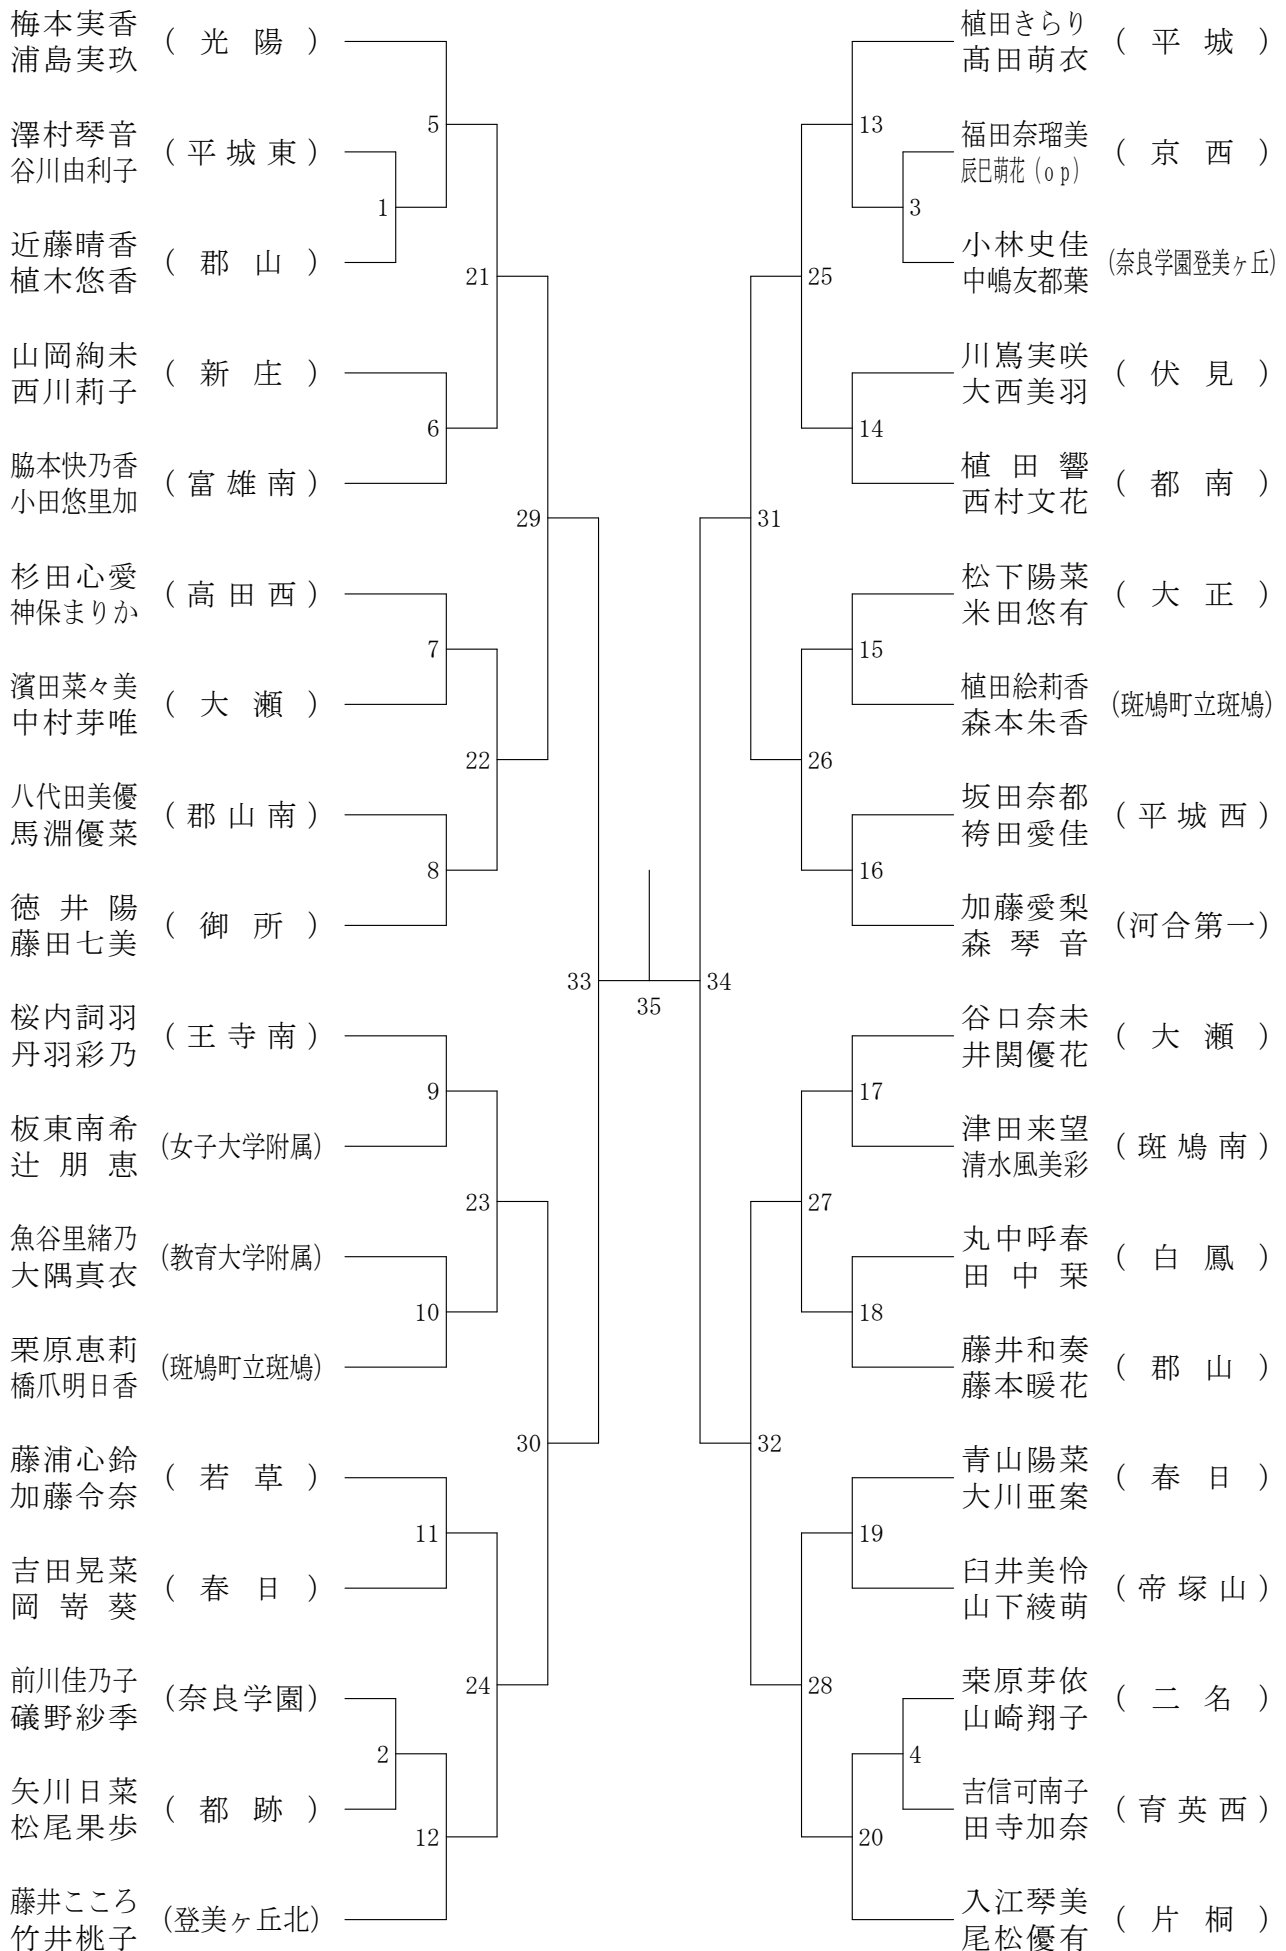 梅本実香
浦島実玖
(光陽)
澤村琴音
谷川由利子
(平城東)
近藤晴香
植木悠香
(郡山)
山岡絢未
西川莉子
(新庄)
脇本快乃香
小田悠里加
(富雄南)
杉田心愛
神保まりか
(高田西)
濱田菜々美
中村芽唯
(大瀬)
八代田美優
馬淵優菜
(郡山南)
徳井陽
藤田七美
(御所)
桜内詞羽
丹羽彩乃
(王寺南)
板東南希
辻朋恵
(女子大学附属)
魚谷里緒乃
大隅真衣
(教育大学附属)
栗原恵莉
橋爪明日香
(斑鳩町立斑鳩)
藤浦心鈴
加藤令奈
(若草)
吉田晃菜
岡嵜葵
(春日)
前川佳乃子
礒野紗季
(奈良学園)
矢川日菜
松尾果歩
(都跡)
藤井こころ
竹井桃子
(登美ヶ丘北)
1
2
5
6
7
8
9
10
11
12
21
22
23
24
29
30
33
35
34
31
32
25
26
27
28
13
14
15
16
17
18
19
20
3
4
植田きらり
髙田萌衣
(平城)
福田奈瑠美
辰巳萌花(op)
(京西)
小林史佳
中嶋友都葉
(奈良学園登美ヶ丘)
川嶌実咲
大西美羽
(伏見)
植田響
西村文花
(都南)
松下陽菜
米田悠有
(大正)
植田絵莉香
森本朱香
(斑鳩町立斑鳩)
坂田奈都
袴田愛佳
(平城西)
加藤愛梨
森琴音
(河合第一)
谷口奈未
井関優花
(大瀬)
津田来望
清水風美彩
(斑鳩南)
丸中呼春
田中栞
(白鳳)
藤井和奏
藤本暖花
(郡山)
青山陽菜
大川亜案
(春日)
臼井美怜
山下綾萌
(帝塚山)
桒原芽依
山崎翔子
(二名)
吉信可南子
田寺加奈
(育英西)
入江琴美
尾松優有
(片桐)